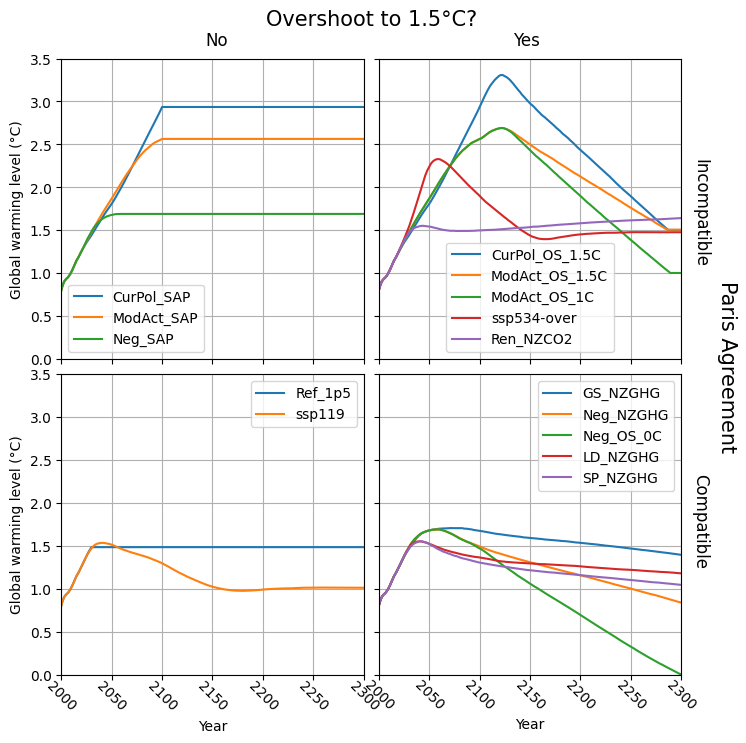 Overshoot to 1.5°C?
No
Yes
3.5
3.0
2.5
2.0
1.5
1.0
0.5
0.0
Global warming level (°C)
CurPol_SAP
ModAct_SAP
Neg_SAP
CurPol_OS_1.5C
ModAct_OS_1.5C
ModAct_OS_1C
ssp534-over
Ren_NZCO2
Incompatible
Paris Agreement
3.5
3.0
2.5
2.0
1.5
1.0
0.5
0.0
Global warming level (°C)
Ref_1p5
ssp119
GS_NZGHG
Neg_NZGHG
Neg_OS_0C
LD_NZGHG
SP_NZGHG
Compatible
2000 2050 2100 2150 2200 2250 2300
Year
2000 2050 2100 2150 2200 2250 2300
Year